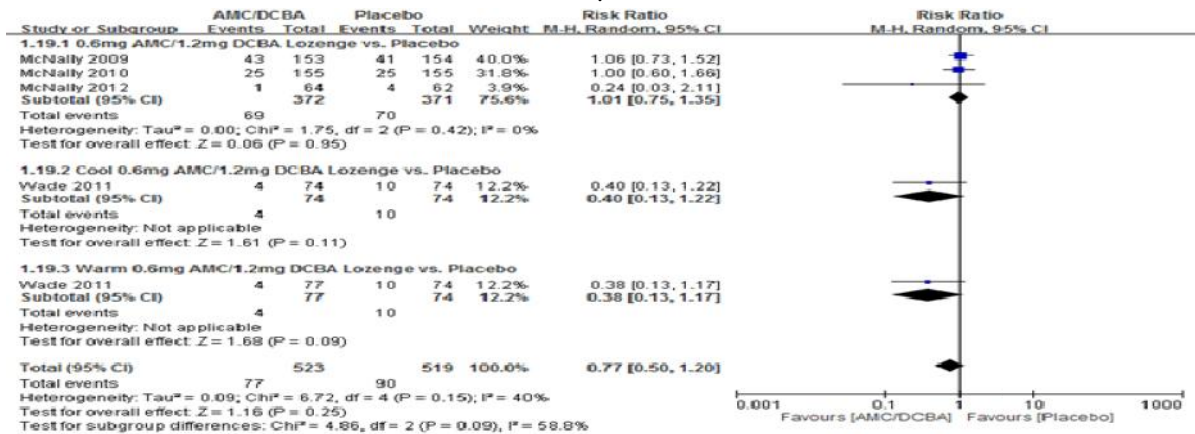 AMC/DCBA Placebo Risk Ratio Risk Ratio
Study or Subgroup Events Total Events Total Weight M-H, Random, 95% CI M-H, Random, 95% CI
1.19.1 0.6mg AMC/1.2mg DCBA Lozenge vs. Placebo
McNally 2009 43 153 41 154 40.0% 1.06 [0.73, 1.52]
McNally 2010 25 155 25 155 31.8% 1.00 [0.60, 1.66]
McNally 2012 1 64 4 62 3.9% 0.24 [0.03, 2.11]
Subtotal (95% CI) 372 371 75.6% 1.01 [0.75, 1.35]
Total events 69 70
Heterogeneity: Tau² = 0.00; Chi² = 1.75, df = 2 (P = 0.42); I² = 0%
Test for overall effect: Z = 0.06 (P = 0.95)
1.19.2 Cool 0.6mg AMC/1.2mg DCBA Lozenge vs. Placebo
Wade 2011 4 74 10 74 12.2% 0.40 [0.13, 1.22]
Subtotal (95% CI) 74 74 12.2% 0.40 [0.13, 1.22]
Total events 4 10
Heterogeneity: Not applicable
Test for overall effect: Z = 1.61 (P = 0.11)
1.19.3 Warm 0.6mg AMC/1.2mg DCBA Lozenge vs. Placebo
Wade 2011 4 77 10 74 12.2% 0.38 [0.13, 1.17]
Subtotal (95% CI) 77 74 12.2% 0.38 [0.13, 1.17]
Total events 4 10
Heterogeneity: Not applicable
Test for overall effect: Z = 1.68 (P = 0.09)
Total (95% CI) 523 519 100.0% 0.77 [0.50, 1.20]
Total events 77 90
Heterogeneity: Tau² = 0.09; Chi² = 6.72, df = 4 (P = 0.15); I² = 40%
Test for overall effect: Z = 1.16 (P = 0.25)
Test for subgroup differences: Chi² = 4.86, df = 2 (P = 0.09), I² = 58.8%
0.001 0.1 1 10 1000
Favours [AMC/DCBA] Favours [Placebo]